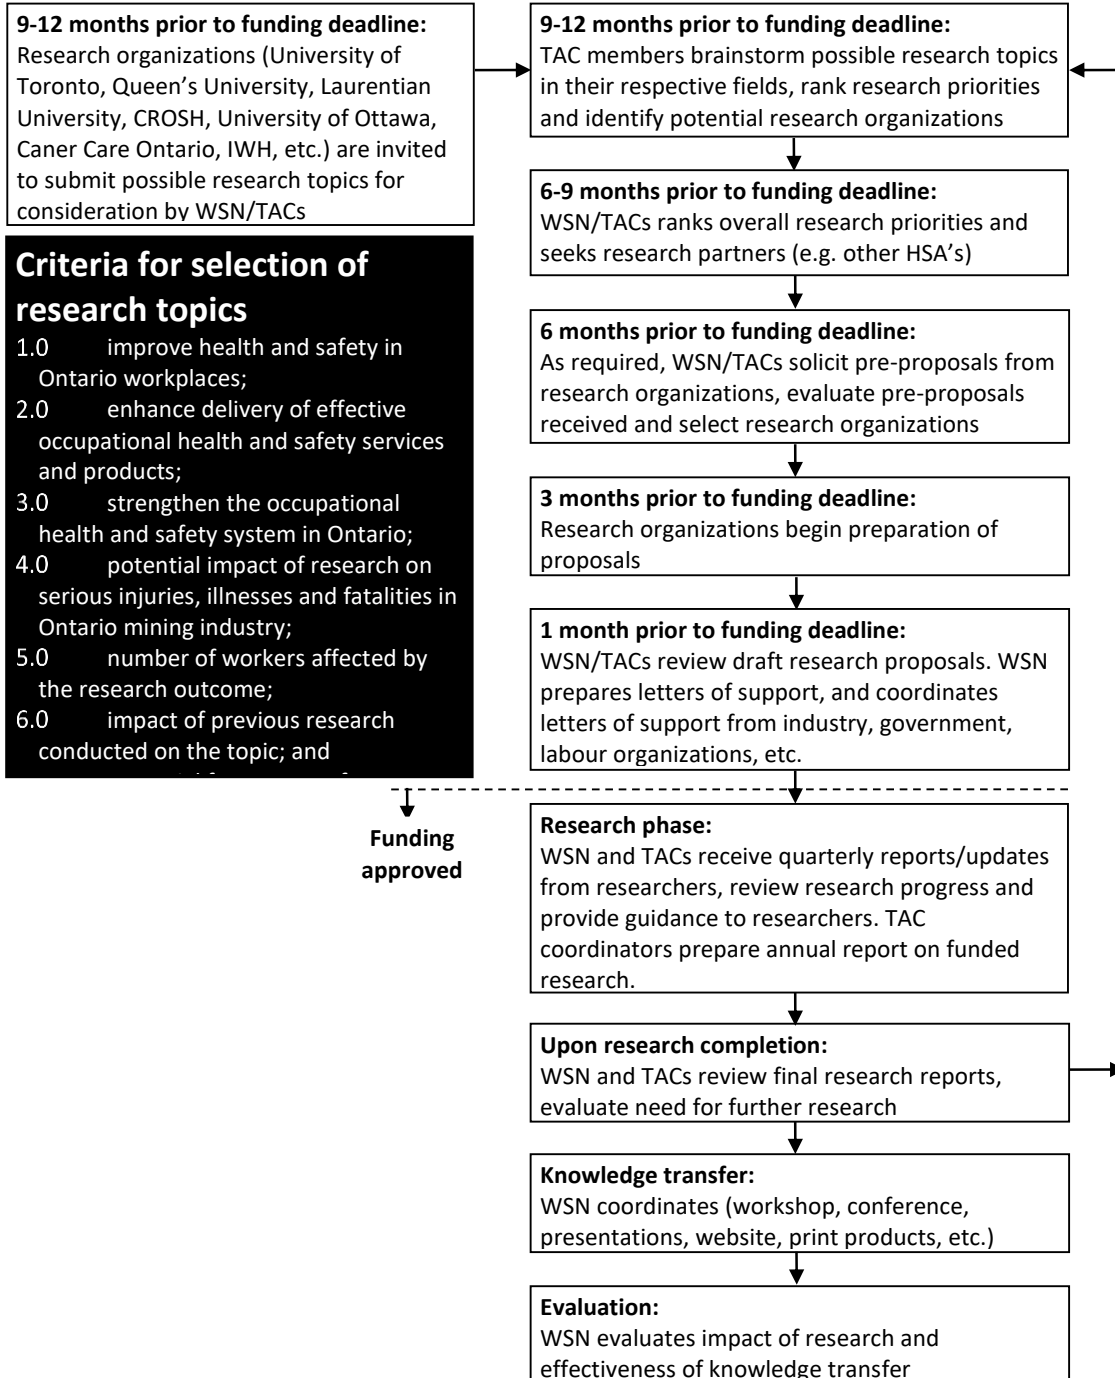 9-12 months prior to funding deadline:
Research organizations (University of
Toronto, Queen's University, Laurentian
University, CROSH, University of Ottawa,
Caner Care Ontario, IWH, etc.) are invited
to submit possible research topics for
consideration by WSN/TACs
Criteria for selection of
research topics
1.0 improve health and safety in
Ontario workplaces;
2.0 enhance delivery of effective
occupational health and safety services
and products;
3.0 strengthen the occupational
health and safety system in Ontario;
4.0 potential impact of research on
serious injuries, illnesses and fatalities in
Ontario mining industry;
5.0 number of workers affected by
the research outcome;
6.0 impact of previous research
conducted on the topic; and
9-12 months prior to funding deadline:
TAC members brainstorm possible research topics
in their respective fields, rank research priorities
and identify potential research organizations
6-9 months prior to funding deadline:
WSN/TACs ranks overall research priorities and
seeks research partners (e.g. other HSA's)
6 months prior to funding deadline:
As required, WSN/TACs solicit pre-proposals from
research organizations, evaluate pre-proposals
received and select research organizations
3 months prior to funding deadline:
Research organizations begin preparation of
proposals
1 month prior to funding deadline:
WSN/TACs review draft research proposals. WSN
prepares letters of support, and coordinates
letters of support from industry, government,
labour organizations, etc.
Funding
approved
Research phase:
WSN and TACs receive quarterly reports/updates
from researchers, review research progress and
provide guidance to researchers. TAC
coordinators prepare annual report on funded
research.
Upon research completion:
WSN and TACs review final research reports,
evaluate need for further research
Knowledge transfer:
WSN coordinates (workshop, conference,
presentations, website, print products, etc.)
Evaluation:
WSN evaluates impact of research and
effectiveness of knowledge transfer